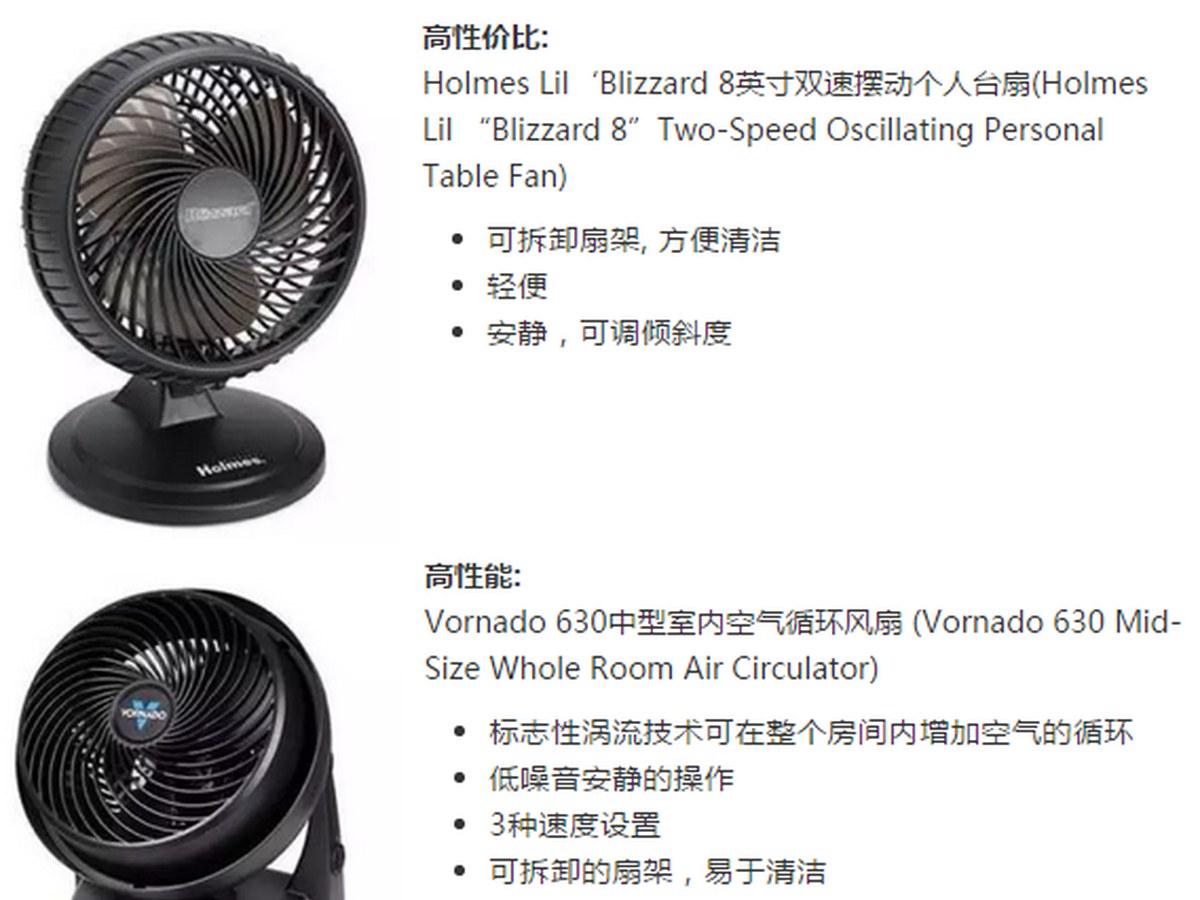 高性价比:
Holmes Lil ‘Blizzard 8英寸双速摆动个人台扇(Holmes
Lil “Blizzard 8” Two-Speed Oscillating Personal
Table Fan)
可拆卸扇架, 方便清洁
轻便
安静，可调倾斜度
Blizzard
Holmes
高性能:
Vornado 630中型室内空气循环风扇 (Vornado 630 Mid-
Size Whole Room Air Circulator)
标志性涡流技术可在整个房间内增加空气的循环
低噪音安静的操作
3种速度设置
可拆卸的扇架，易于清洁
VORNADO